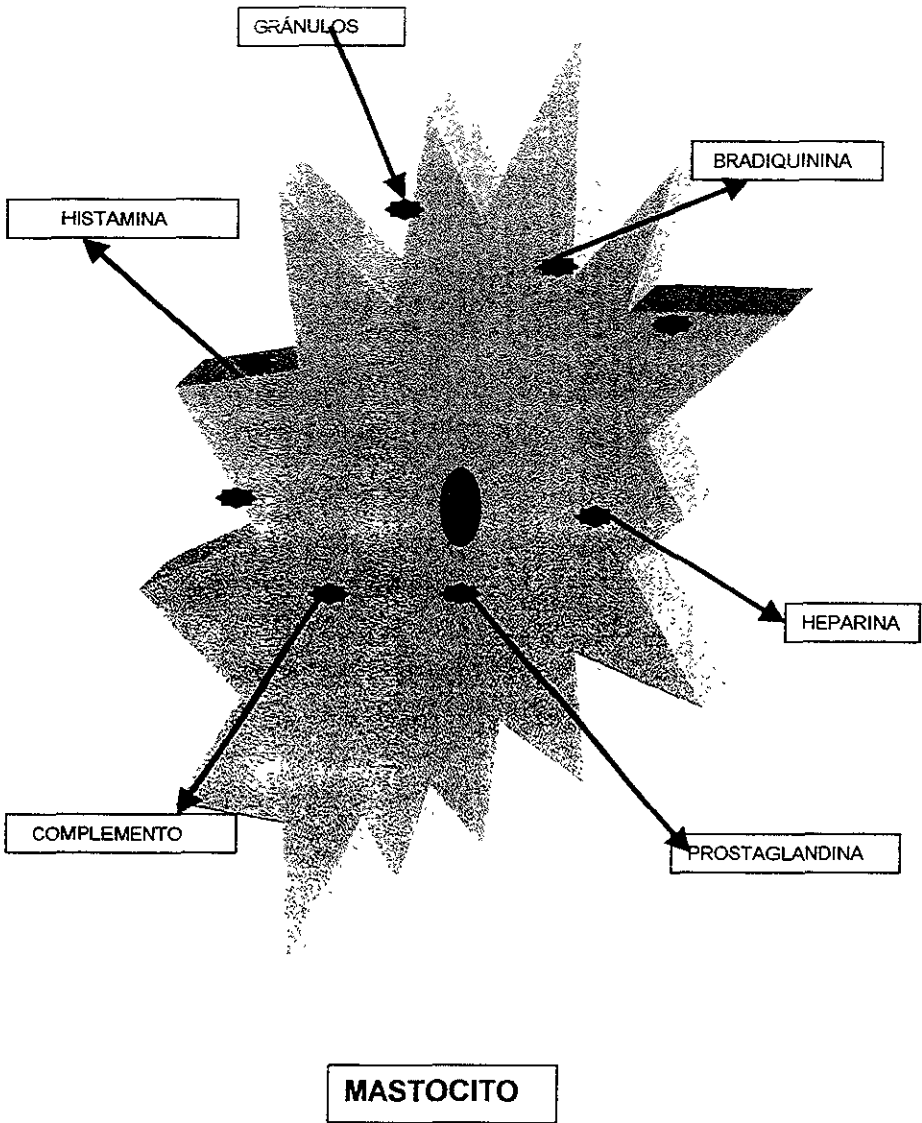 GRÁNULOS
BRADIQUININA
HISTAMINA
HEPARINA
COMPLEMENTO
PROSTAGLANDINA
MASTOCITO